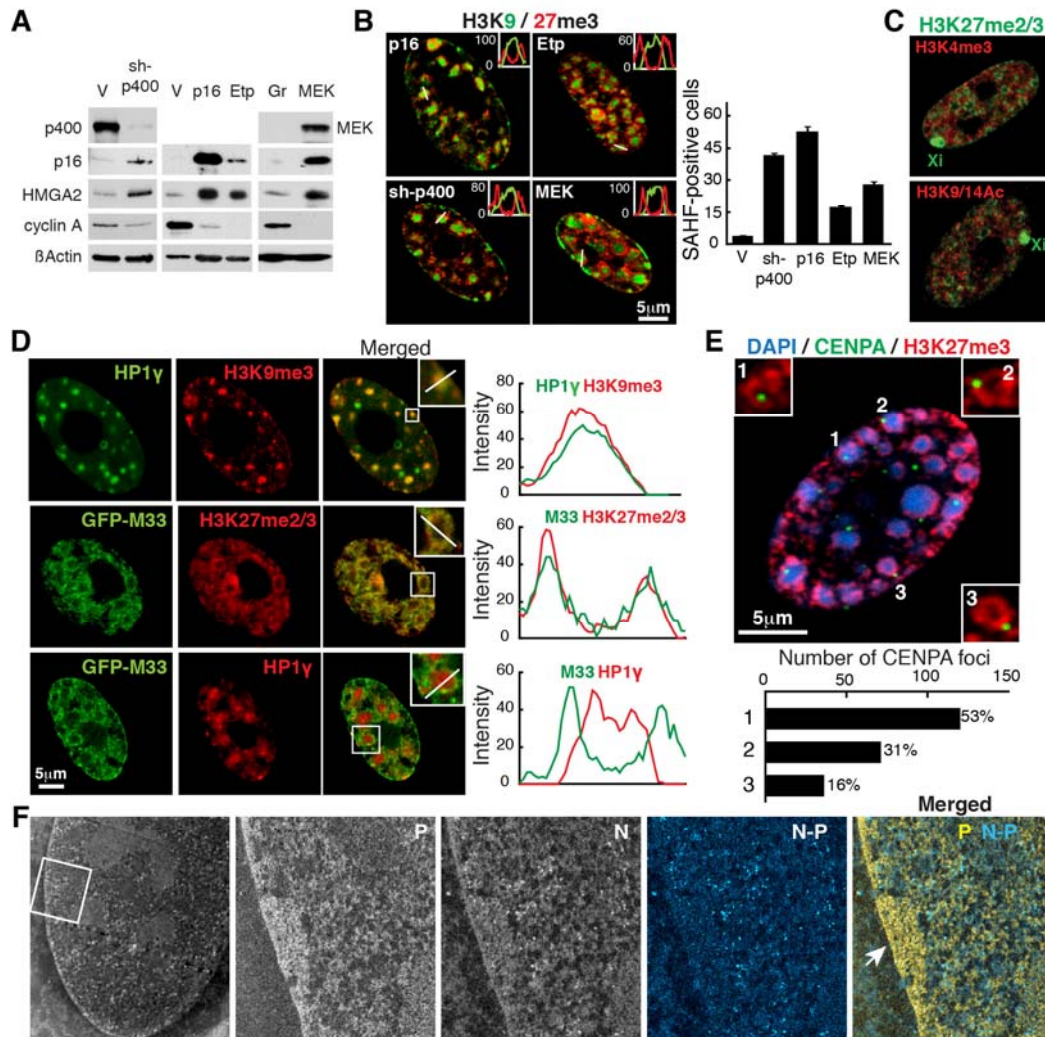 A
sh-
V p400 V p16 Etp Gr MEK
p400 MEK
p16
HMGA2
cyclin A
ßActin
B
H3K9 / 27me3
p16 100 0
Etp 60 0
sh-p400 80 0
MEK 100 0
5µm
SAHF-positive cells
60
45
30
15
0
V sh-p400 p16 Etp MEK
C
H3K27me2/3
H3K4me3
Xi
H3K9/14Ac
Xi
D
Merged
HP1γ H3K9me3
HP1γ H3K9me3
Intensity
80
60
40
20
0
GFP-M33 H3K27me2/3
M33 H3K27me2/3
Intensity
60
40
20
0
GFP-M33 HP1γ
M33 HP1γ
Intensity
60
40
20
0
5µm
E
DAPI / CENPA / H3K27me3
1
2
2
1
3
3
5µm
Number of CENPA foci
0 50 100 150
1 53%
2 31%
3 16%
F
P
N
N-P
Merged
P N-P